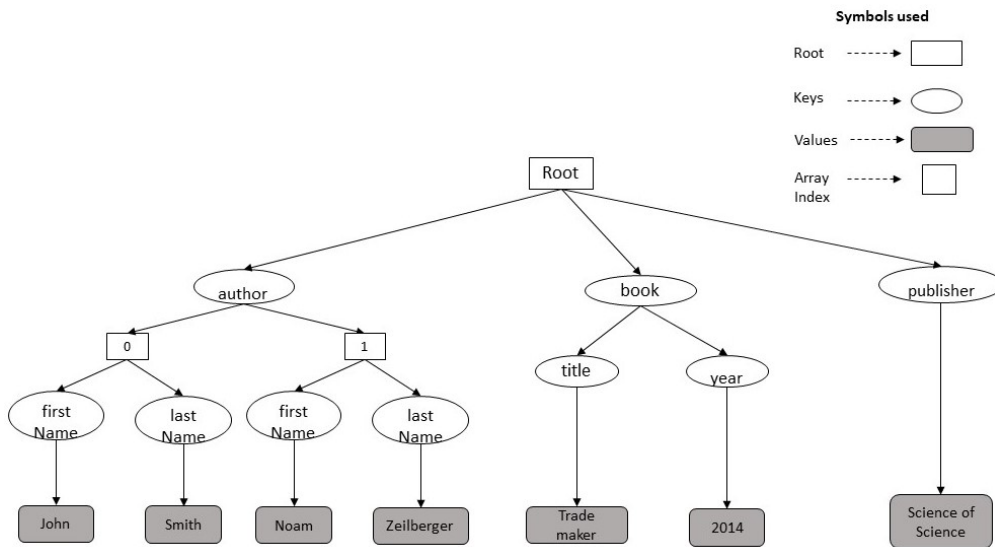 Symbols used
Root
Keys
Values
Array
Index
Root
author
book
publisher
0
1
title
year
first
Name
last
Name
first
Name
last
Name
John
Smith
Noam
Zeilberger
Trade
maker
2014
Science of
Science